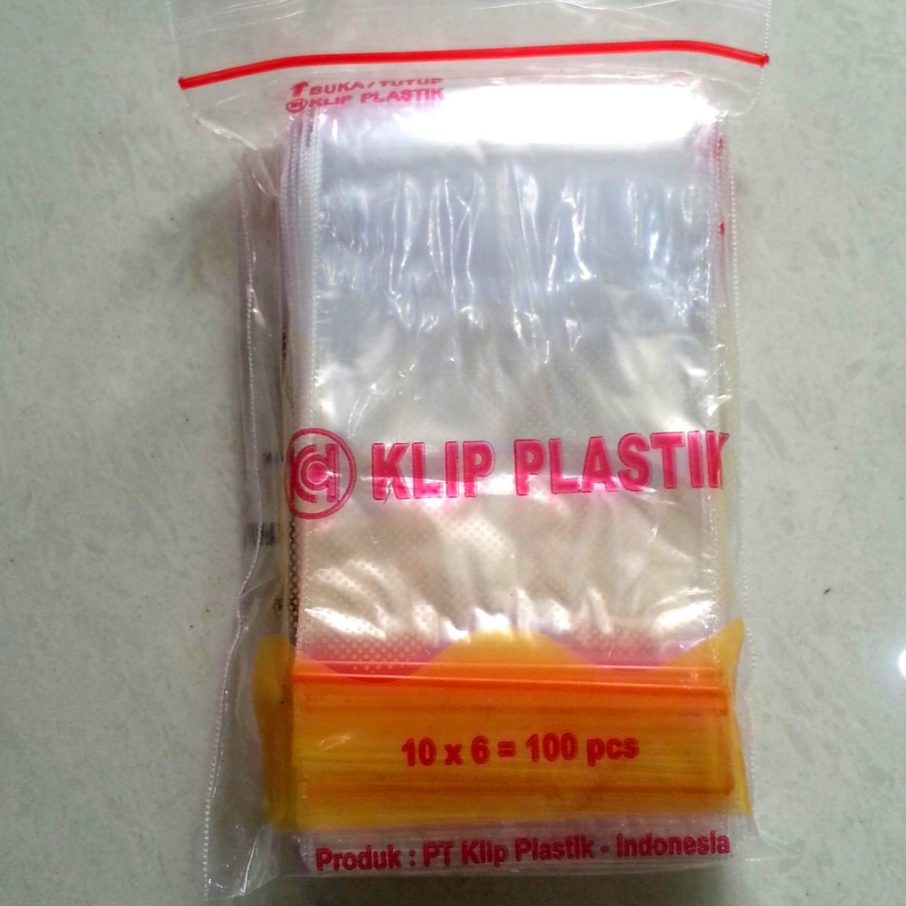 ↑ BUKA / TUTUP
KLIP PLASTIK
KLIP PLASTIK
10 x 6 = 100 pcs
Produk : PT Klip Plastik - Indonesia